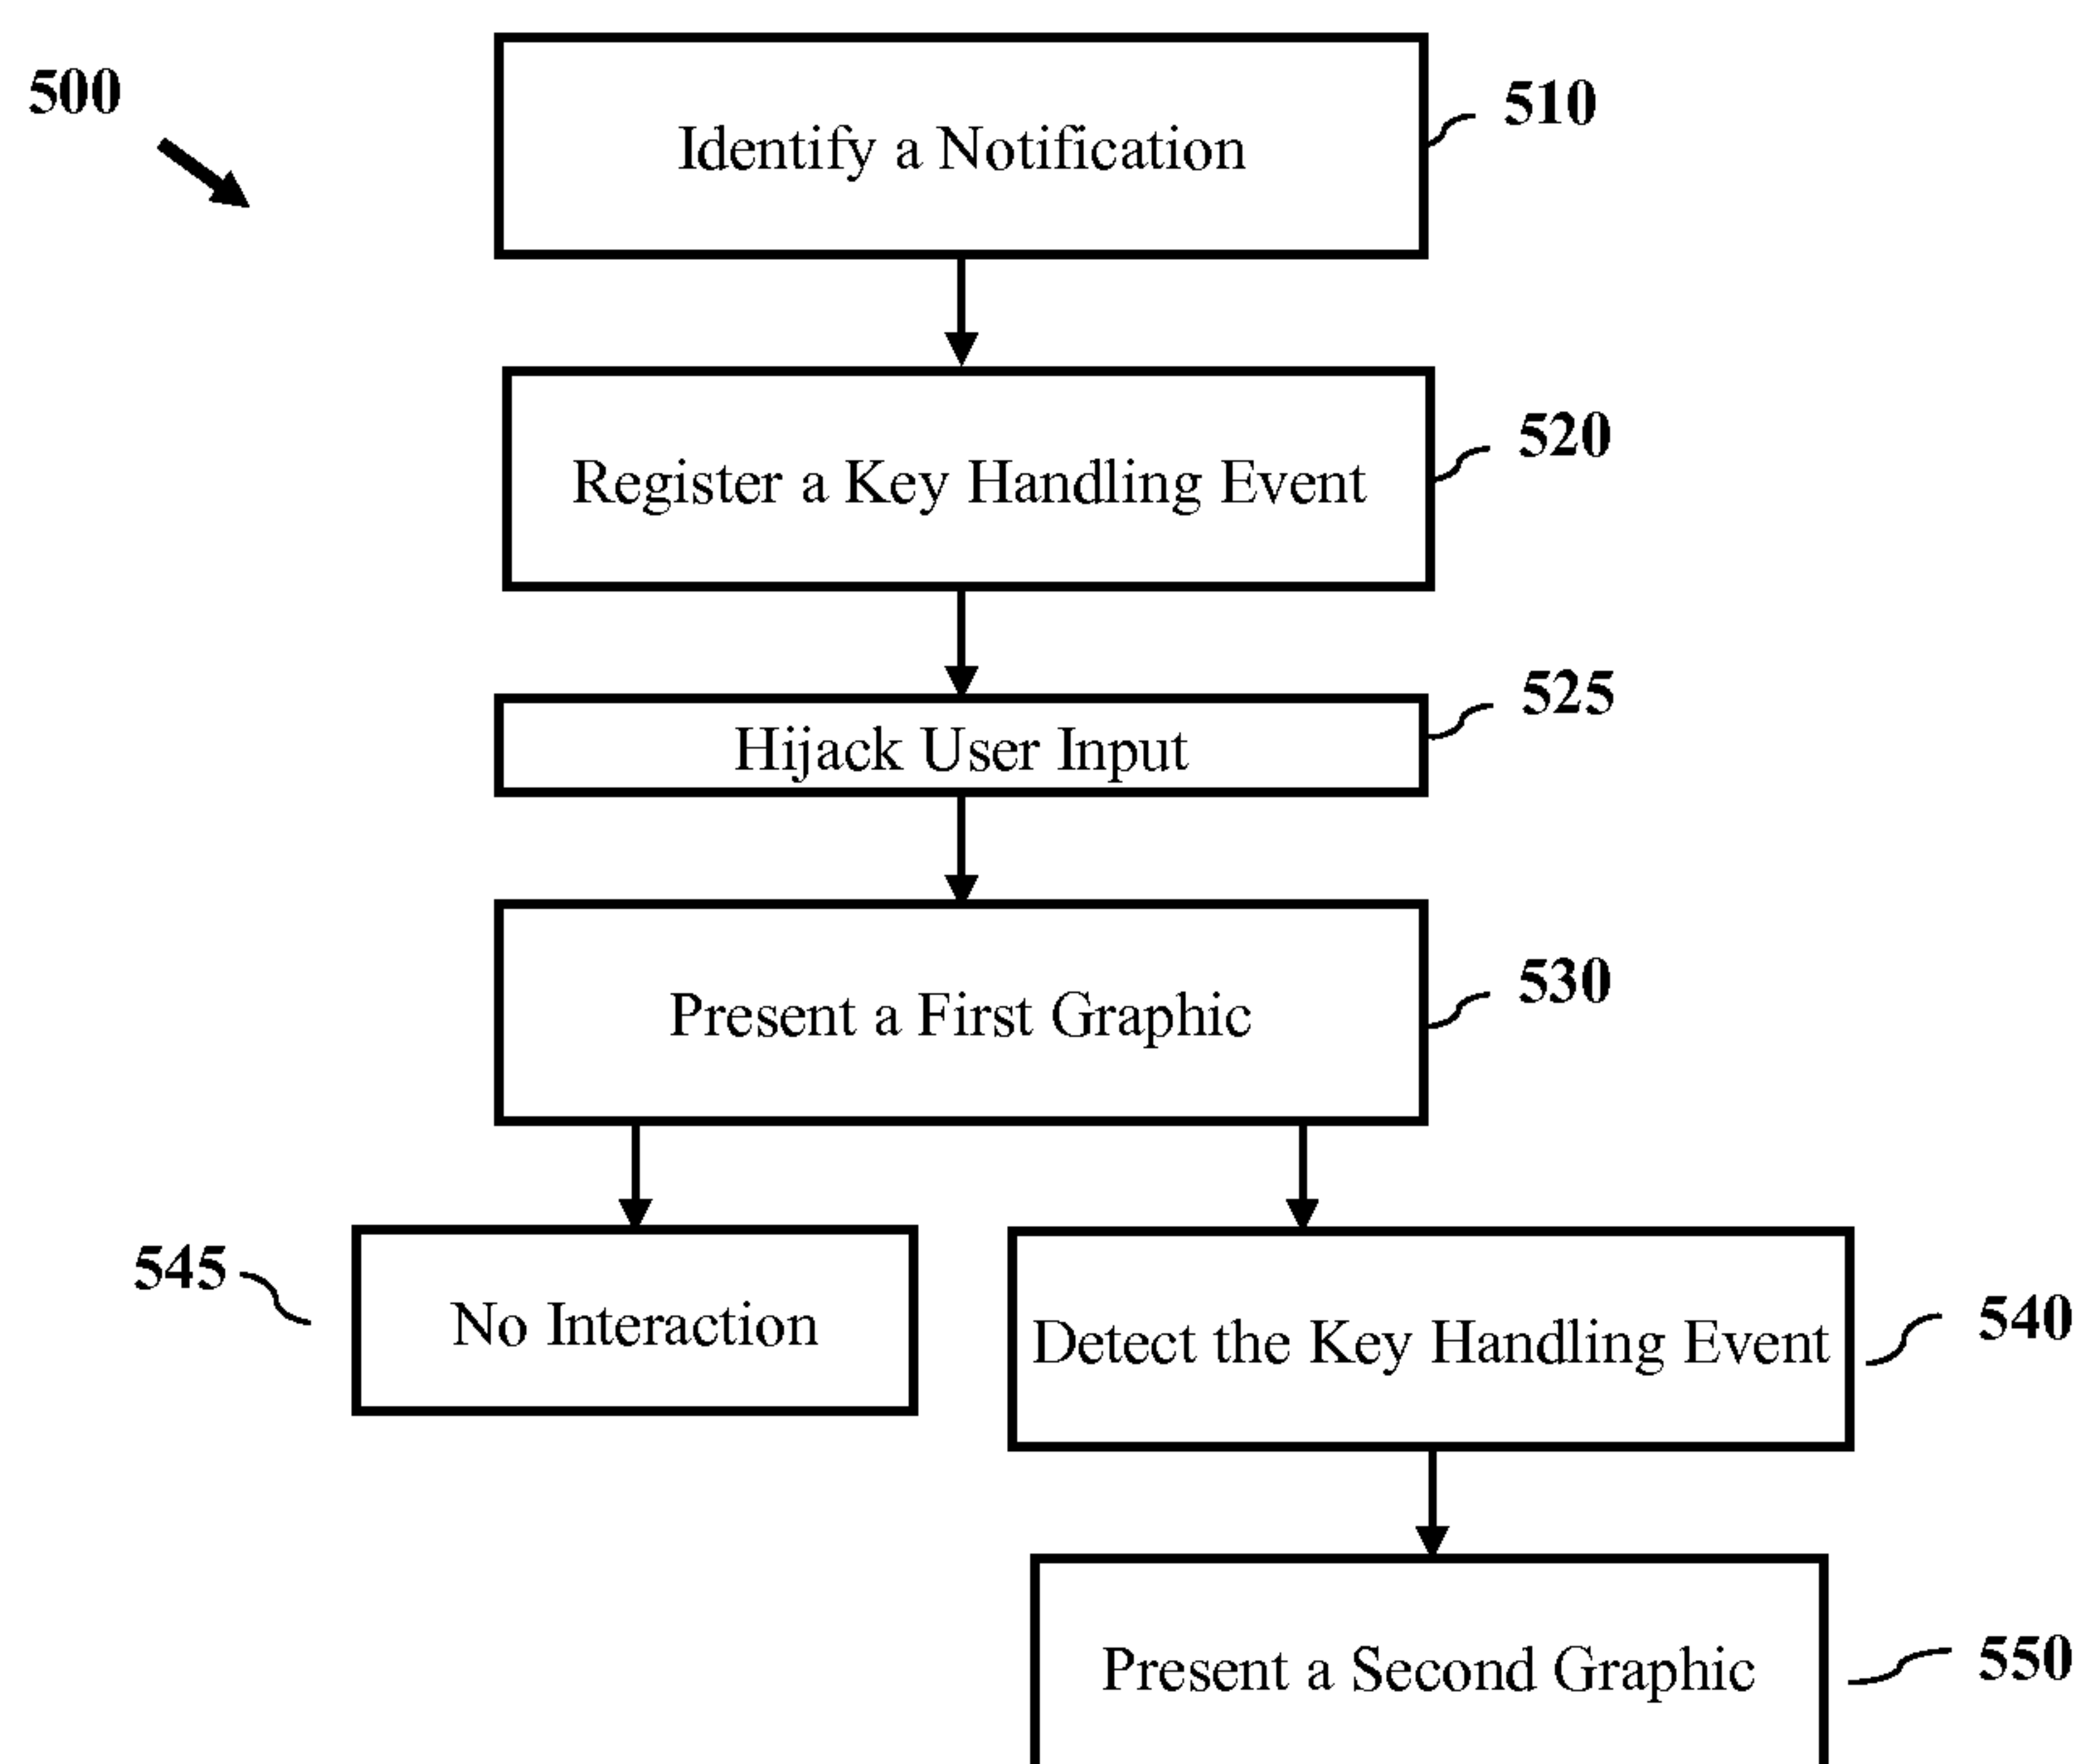 500
510
Identify a Notification
520
Register a Key Handling Event
525
Hijack User Input
530
Present a First Graphic
545
No Interaction
540
Detect the Key Handling Event
550
Present a Second Graphic